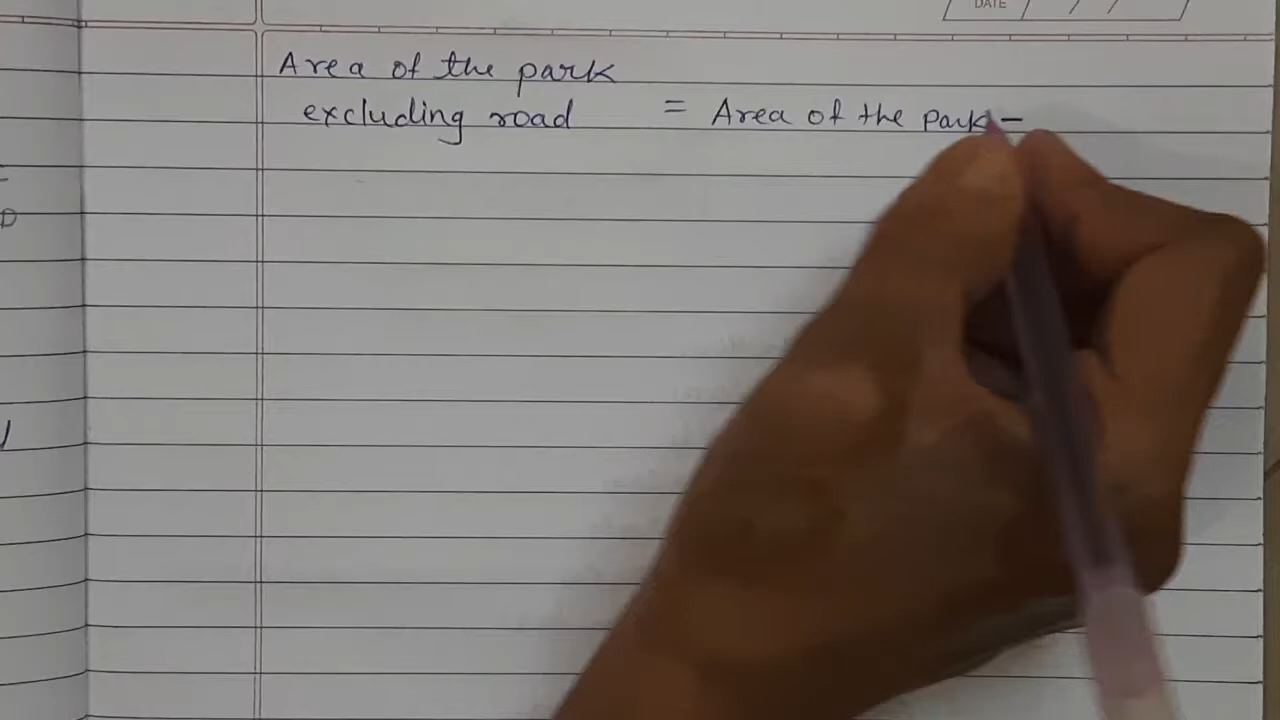 DATE / /
Area of the park
excluding road = Area of the park -
D